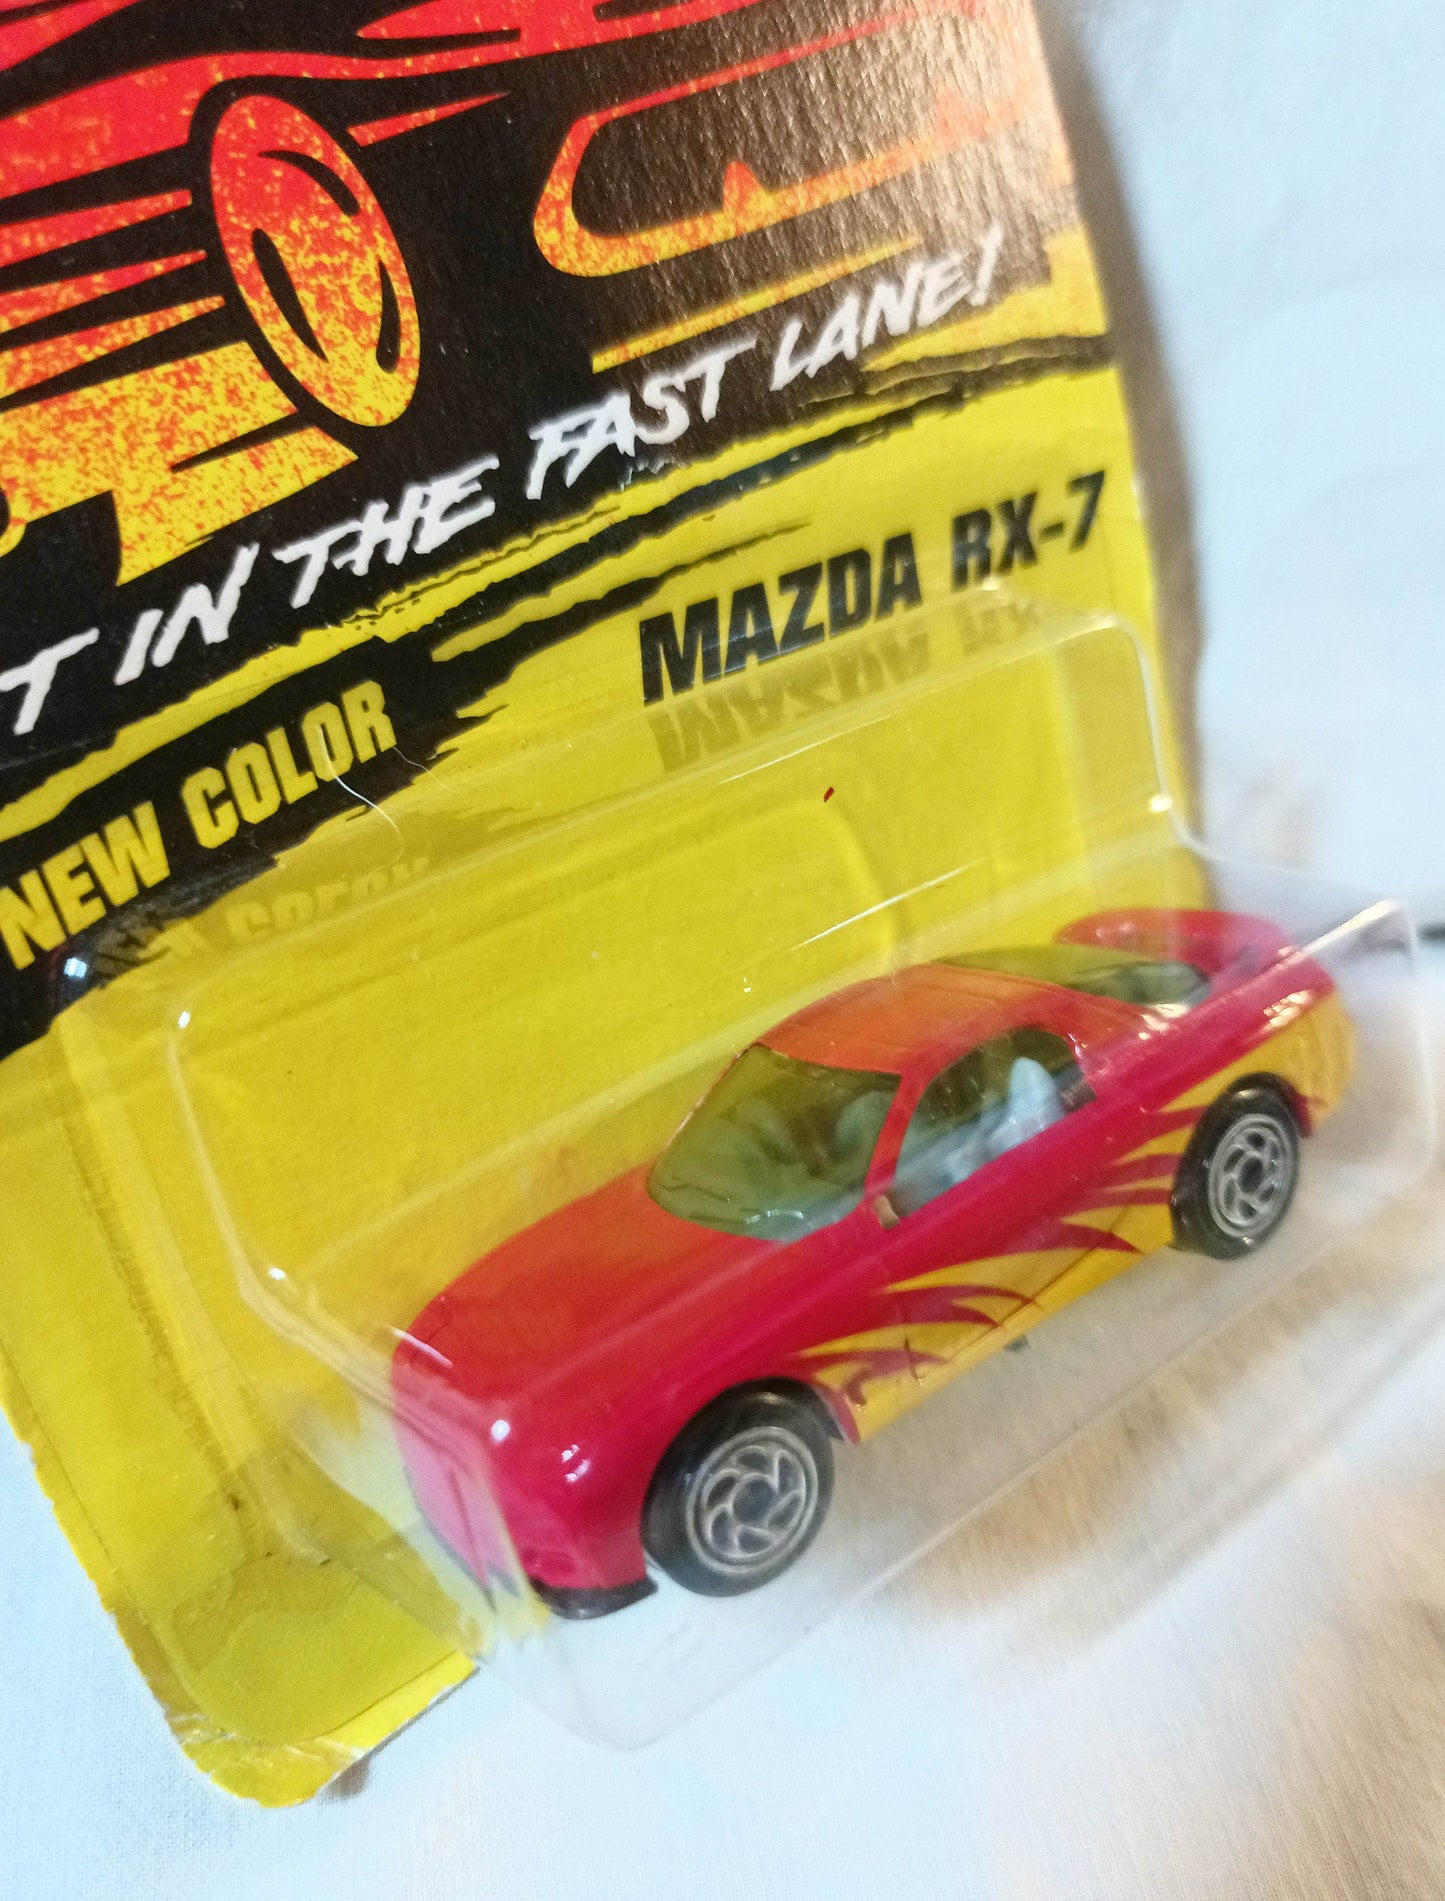 T IN THE FAST LANE!
MAZDA RX-7
NEW COLOR